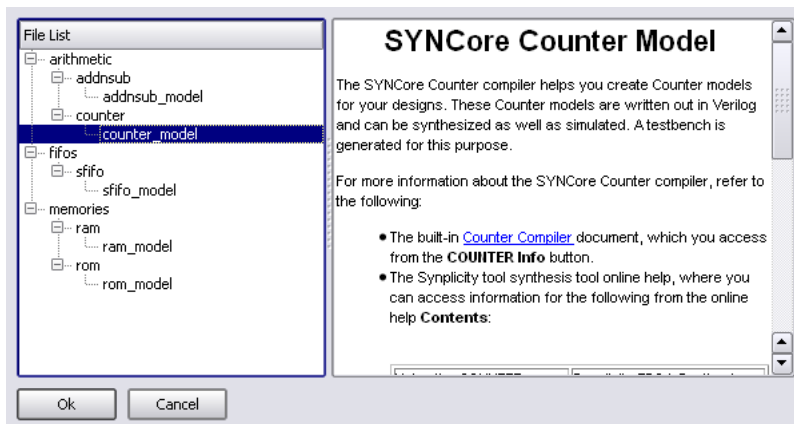 File List
arithmetic
addnsub
addnsub_model
counter
counter_model
fifos
sfifo
sfifo_model
memories
ram
ram_model
rom
rom_model
SYNCore Counter Model
The SYNCore Counter compiler helps you create Counter models
for your designs. These Counter models are written out in Verilog
and can be synthesized as well as simulated. A testbench is
generated for this purpose.
For more information about the SYNCore Counter compiler, refer to
the following:
● The built-in Counter Compiler document, which you access
from the COUNTER Info button.
● The Synplicity tool synthesis tool online help, where you
can access information for the following from the online
help Contents:
Ok
Cancel